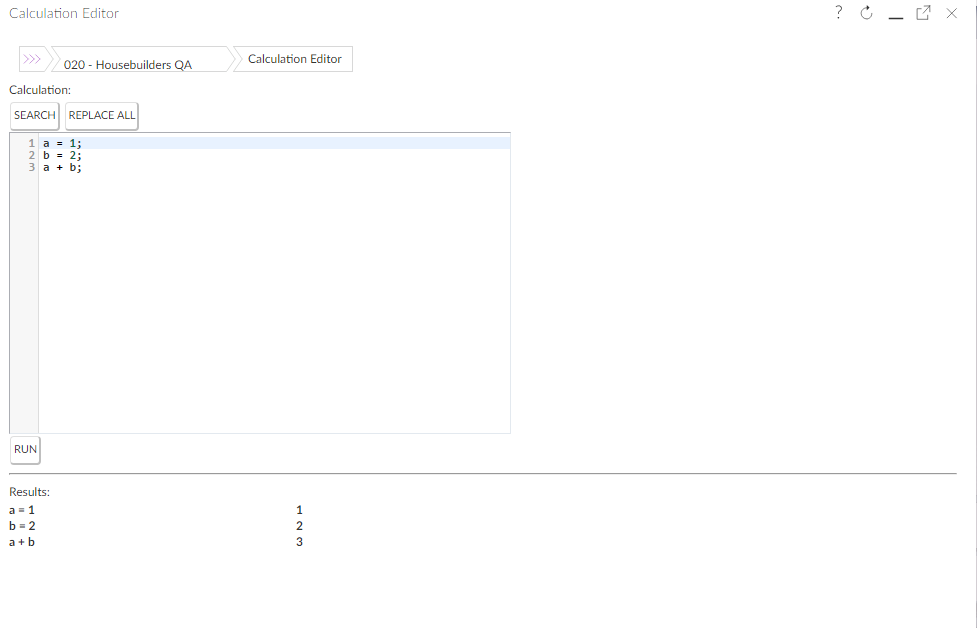 Calculation Editor
?
>>> 020 - Housebuilders QA Calculation Editor
Calculation:
SEARCH REPLACE ALL
1 a = 1;
2 b = 2;
3 a + b;
RUN
Results:
a = 1 1
b = 2 2
a + b 3